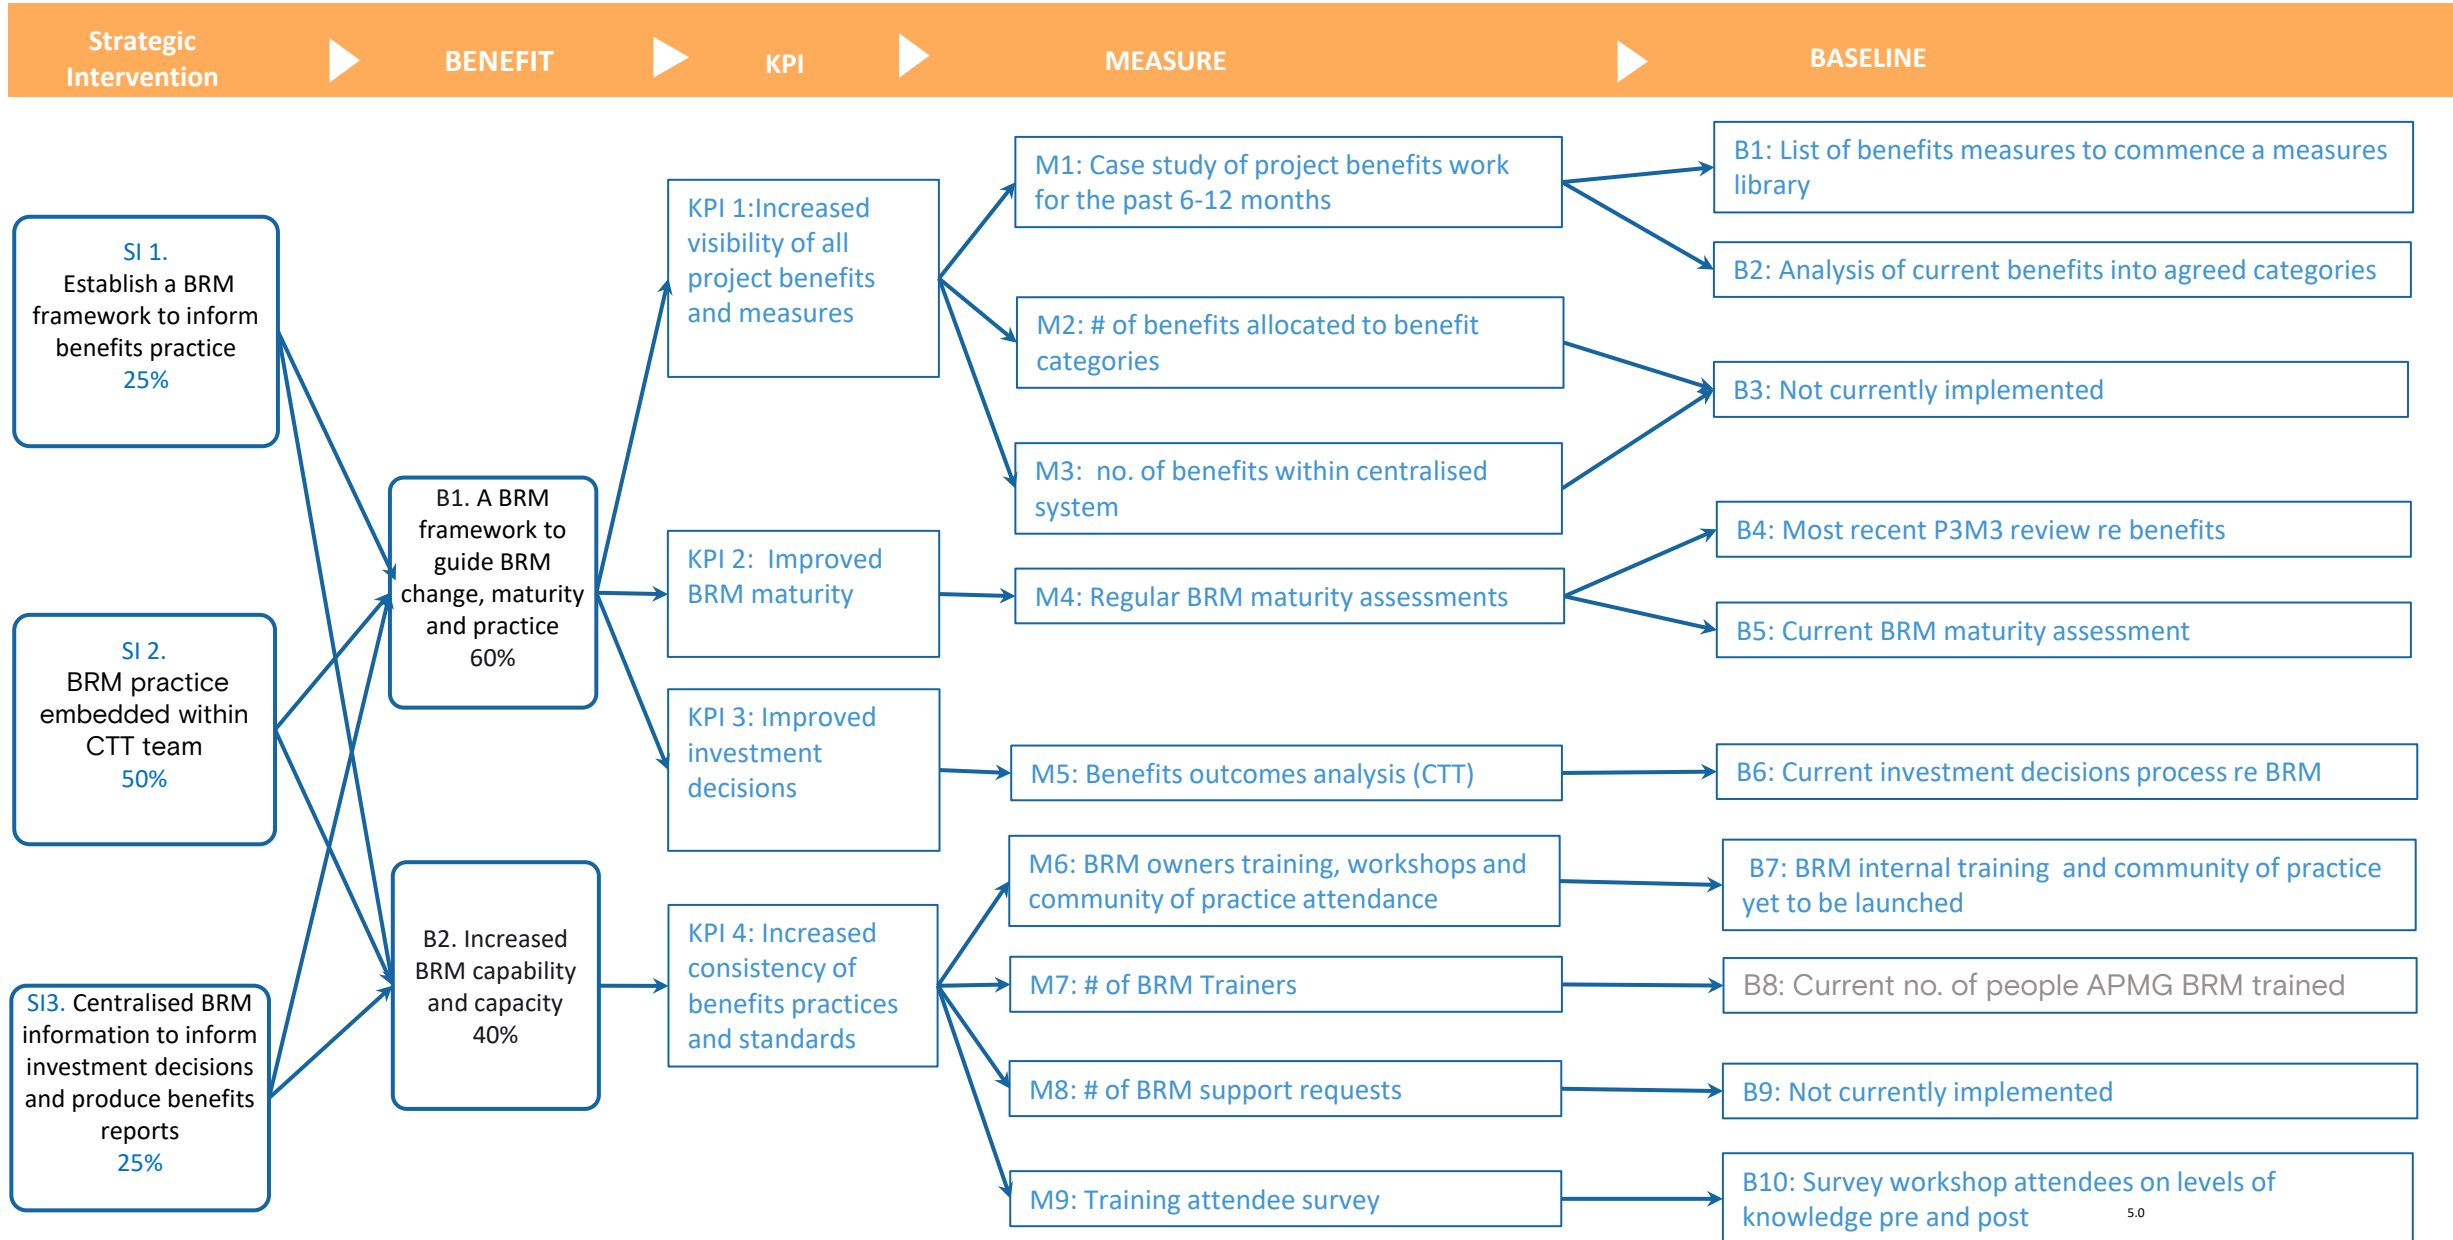 Strategic
Intervention
BENEFIT
KPI
MEASURE
BASELINE
SI 1.
Establish a BRM
framework to inform
benefits practice
25%
SI 2.
BRM practice
embedded within
CTT team
50%
SI3. Centralised BRM
information to inform
investment decisions
and produce benefits
reports
25%
B1. A BRM
framework to
guide BRM
change, maturity
and practice
60%
B2. Increased
BRM capability
and capacity
40%
KPI 1:Increased
visibility of all
project benefits
and measures
KPI 2:  Improved
BRM maturity
KPI 3: Improved
investment
decisions
KPI 4: Increased
consistency of
benefits practices
and standards
M1: Case study of project benefits work
for the past 6-12 months
M2: # of benefits allocated to benefit
categories
M3:  no. of benefits within centralised
system
M4: Regular BRM maturity assessments
M5: Benefits outcomes analysis (CTT)
M6: BRM owners training, workshops and
community of practice attendance
M7: # of BRM Trainers
M8: # of BRM support requests
M9: Training attendee survey
B1: List of benefits measures to commence a measures
library
B2: Analysis of current benefits into agreed categories
B3: Not currently implemented
B4: Most recent P3M3 review re benefits
B5: Current BRM maturity assessment
B6: Current investment decisions process re BRM
B7: BRM internal training  and community of practice
yet to be launched
B8: Current no. of people APMG BRM trained
B9: Not currently implemented
B10: Survey workshop attendees on levels of
knowledge pre and post
5.0